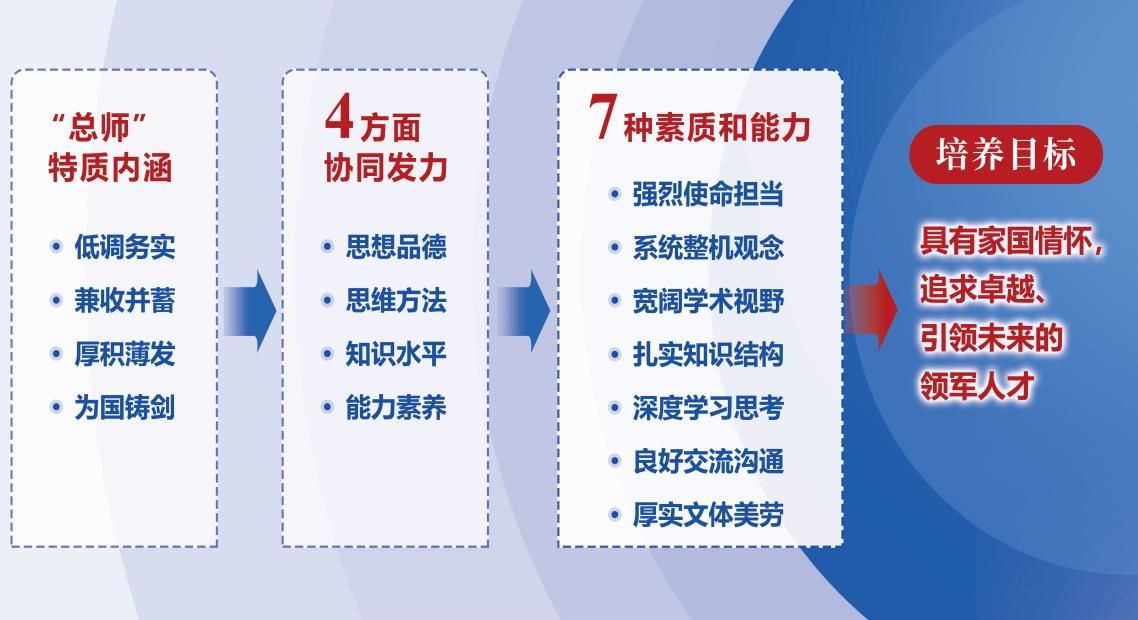 “总师”
特质内涵
低调务实
兼收并蓄
厚积薄发
为国铸剑
4方面
协同发力
思想品德
思维方法
知识水平
能力素养
7种素质和能力
强烈使命担当
系统整机观念
宽阔学术视野
扎实知识结构
深度学习思考
良好交流沟通
厚实文体美劳
培养目标
具有家国情怀，
追求卓越、
引领未来的
领军人才